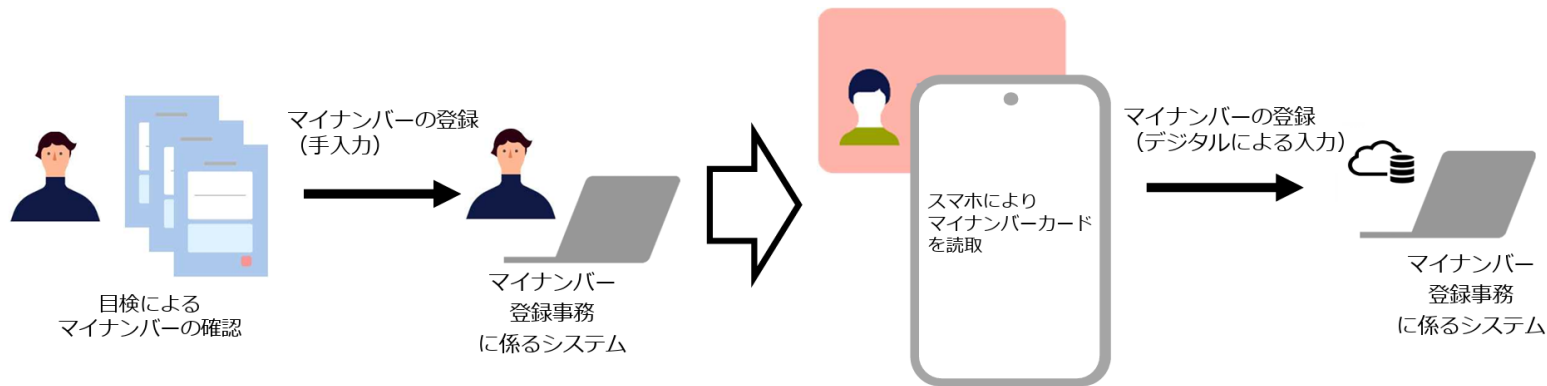 目検による
マイナンバーの確認
マイナンバーの登録
（手入力）
マイナンバー
登録事務
に係るシステム
スマホにより
マイナンバーカード
を読取
マイナンバーの登録
（デジタルによる入力）
マイナンバー
登録事務
に係るシステム